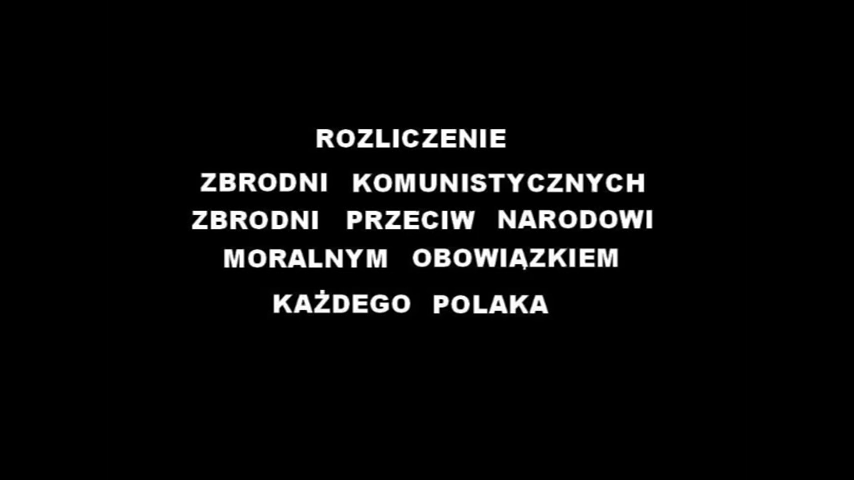 ROZLICZENIE
ZBRODNI KOMUNISTYCZNYCH
ZBRODNI PRZECIW NARODOWI
MORALNYM OBOWIĄZKIEM
KAŻDEGO POLAKA